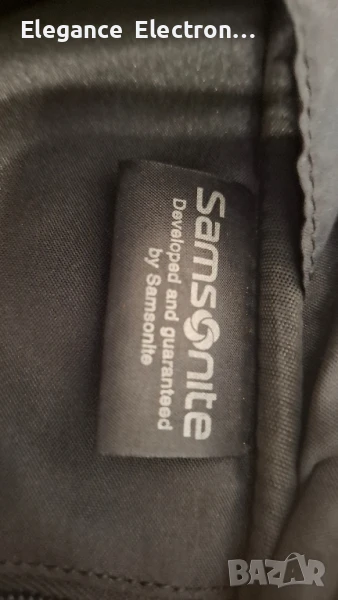 Elegance Electron...
samsonite
Developed and guaranteed
by Samsonite
BAZAR